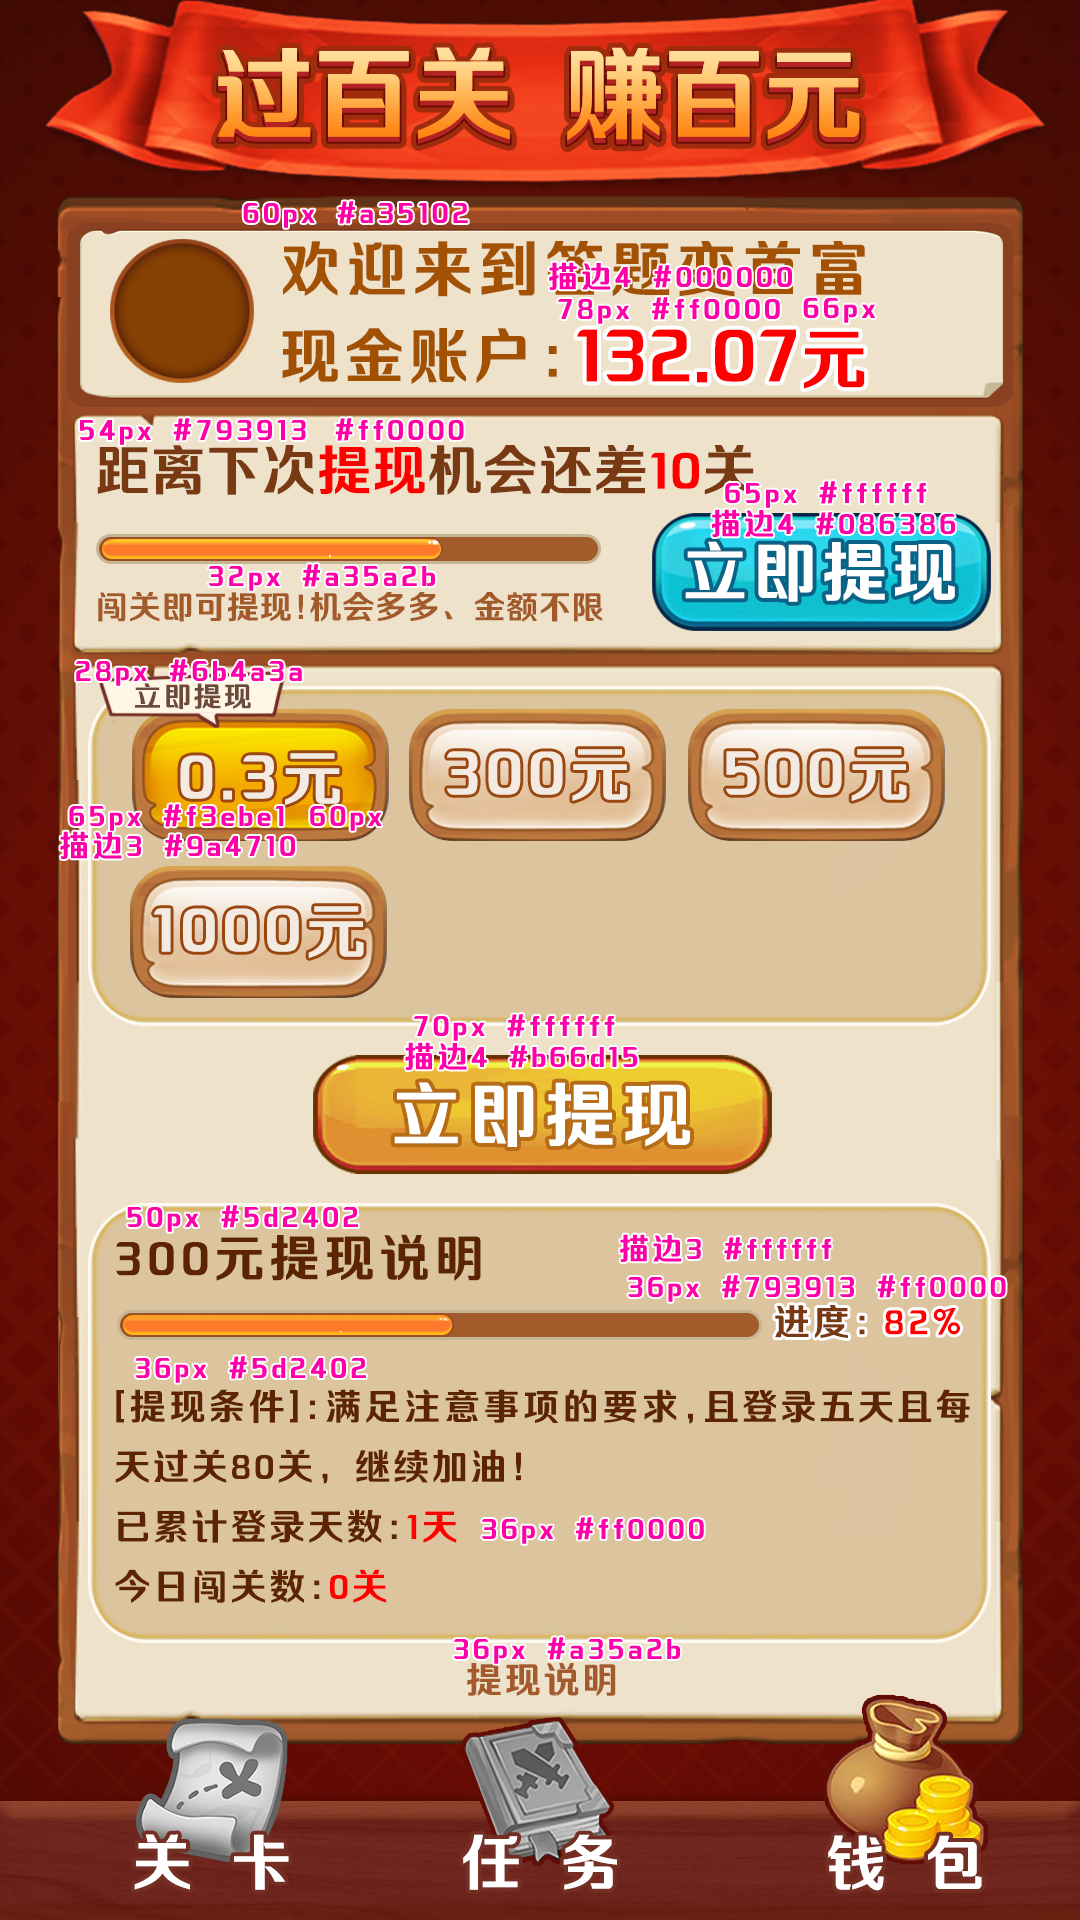 过百关 赚百元
60px #a35102
欢迎来到答题变首富
描边4 #000000
78px #ff0000 66px
现金账户:132.07元
54px #793913 #ff0000
距离下次提现机会还差10关
65px #ffffff
描边4 #086386
立即提现
32px #a35a2b
闯关即可提现!机会多多、金额不限
28px #6b4a3a
立即提现
0.3元
300元
500元
65px #f3ebe1 60px
描边3 #9a4710
1000元
70px #ffffff
描边4 #b66d15
立即提现
50px #5d2402
300元提现说明
描边3 #ffffff
36px #793913 #ff0000
进度:82%
36px #5d2402
[提现条件]:满足注意事项的要求,且登录五天且每
天过关80关，继续加油!
已累计登录天数:1天
36px #ff0000
今日闯关数:0关
36px #a35a2b
提现说明
关卡
任务
钱包